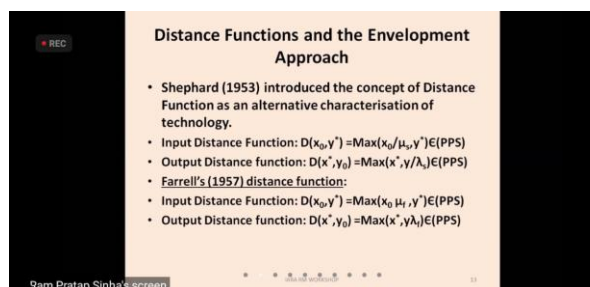 REC
Distance Functions and the Envelopment
Approach
• Shephard (1953) introduced the concept of Distance
Function as an alternative characterisation of
technology.
• Input Distance Function: D(x₀,y*) =Max(x₀/μₛ,y*)Є(PPS)
• Output Distance function: D(x*,y₀) =Max(x*,y/λₛ)Є(PPS)
• Farrell's (1957) distance function:
• Input Distance Function: D(x₀,y*) =Max(x₀ μf ,y*)Є(PPS)
• Output Distance Function: D(x*,y₀) =Max(x*,yλf)Є(PPS)
WORKSHOP
Ram Pratap Sinha's screen